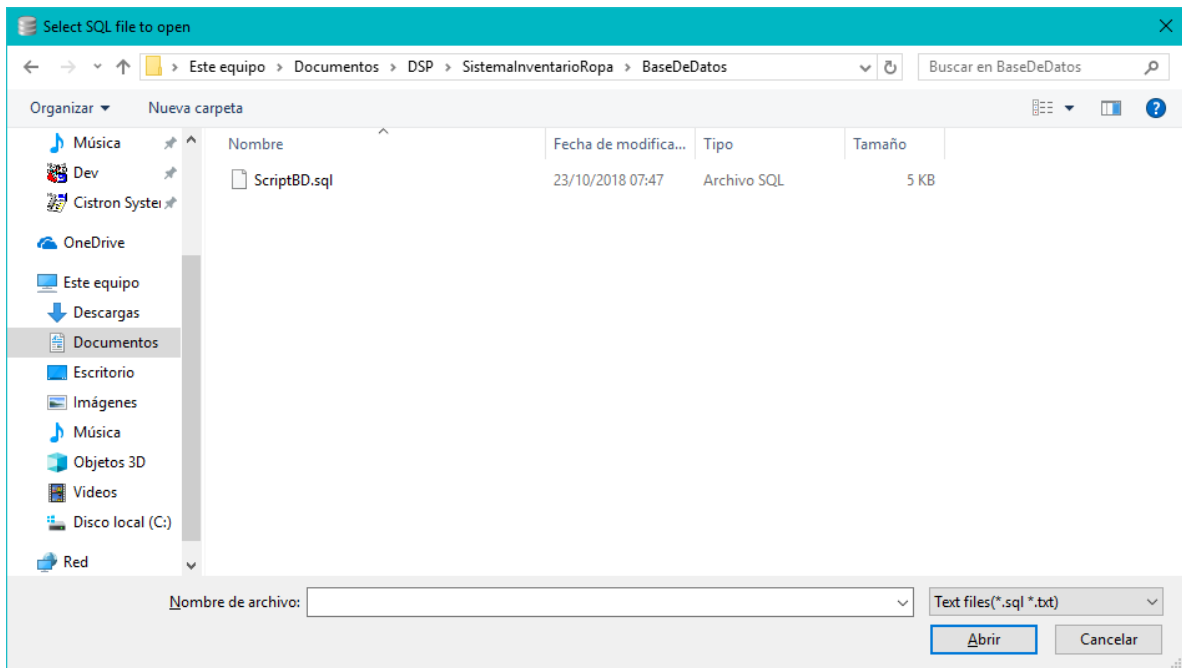 Select SQL file to open
Este equipo > Documentos > DSP > SistemaInventarioRopa > BaseDeDatos
Buscar en BaseDeDatos
Organizar
Nueva carpeta
Nombre
Fecha de modifica...
Tipo
Tamaño
ScriptBD.sql
23/10/2018 07:47
Archivo SQL
5 KB
Música
Dev
Cistron System
OneDrive
Este equipo
Descargas
Documentos
Escritorio
Imágenes
Música
Objetos 3D
Videos
Disco local (C:)
Red
Nombre de archivo:
Text files(*.sql *.txt)
Abrir
Cancelar